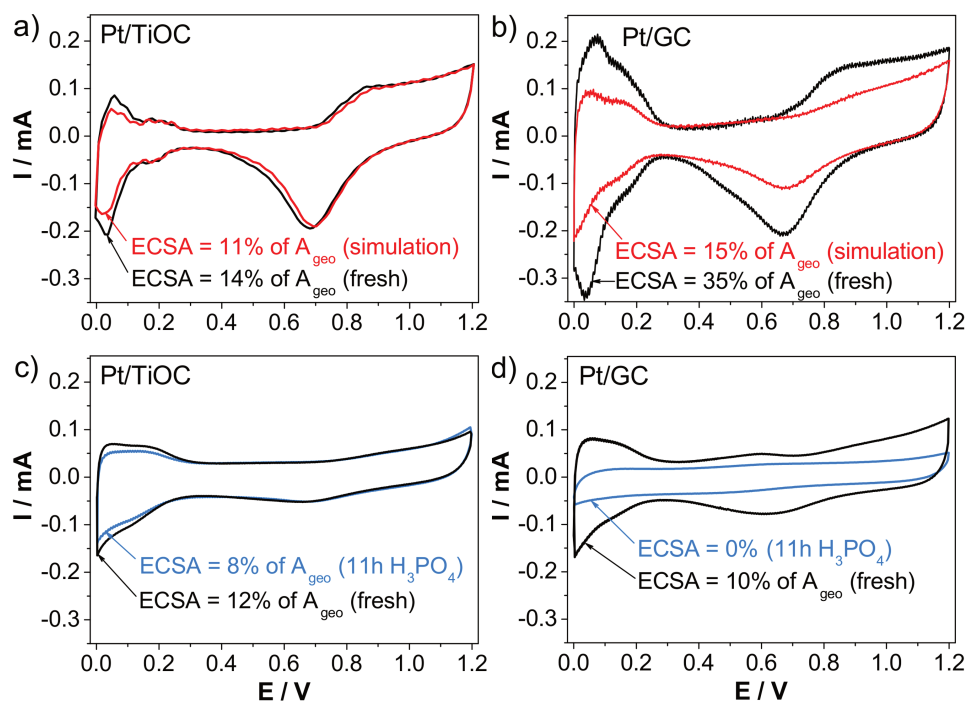 a)
Pt/TiOC
I / mA
0.2
0.1
0.0
-0.1
-0.2
-0.3
ECSA = 11% of A_geo (simulation)
ECSA = 14% of A_geo (fresh)
0.0 0.2 0.4 0.6 0.8 1.0 1.2
b)
Pt/GC
I / mA
0.2
0.1
0.0
-0.1
-0.2
-0.3
ECSA = 15% of A_geo (simulation)
ECSA = 35% of A_geo (fresh)
0.0 0.2 0.4 0.6 0.8 1.0 1.2
c)
Pt/TiOC
I / mA
0.2
0.1
0.0
-0.1
-0.2
-0.3
ECSA = 8% of A_geo (11h H₃PO₄)
ECSA = 12% of A_geo (fresh)
0.0 0.2 0.4 0.6 0.8 1.0 1.2
E / V
d)
Pt/GC
I / mA
0.2
0.1
0.0
-0.1
-0.2
-0.3
ECSA = 0% (11h H₃PO₄)
ECSA = 10% of A_geo (fresh)
0.0 0.2 0.4 0.6 0.8 1.0 1.2
E / V